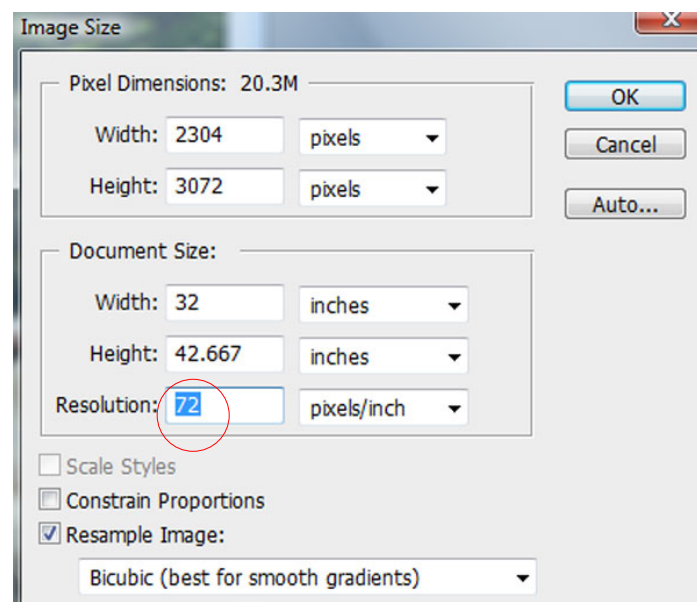 Image Size
Pixel Dimensions: 20.3M
OK
Width: 2304 pixels
Cancel
Height: 3072 pixels
Auto...
Document Size:
Width: 32 inches
Height: 42.667 inches
Resolution: 72 pixels/inch
Scale Styles
Constrain Proportions
Resample Image:
Bicubic (best for smooth gradients)